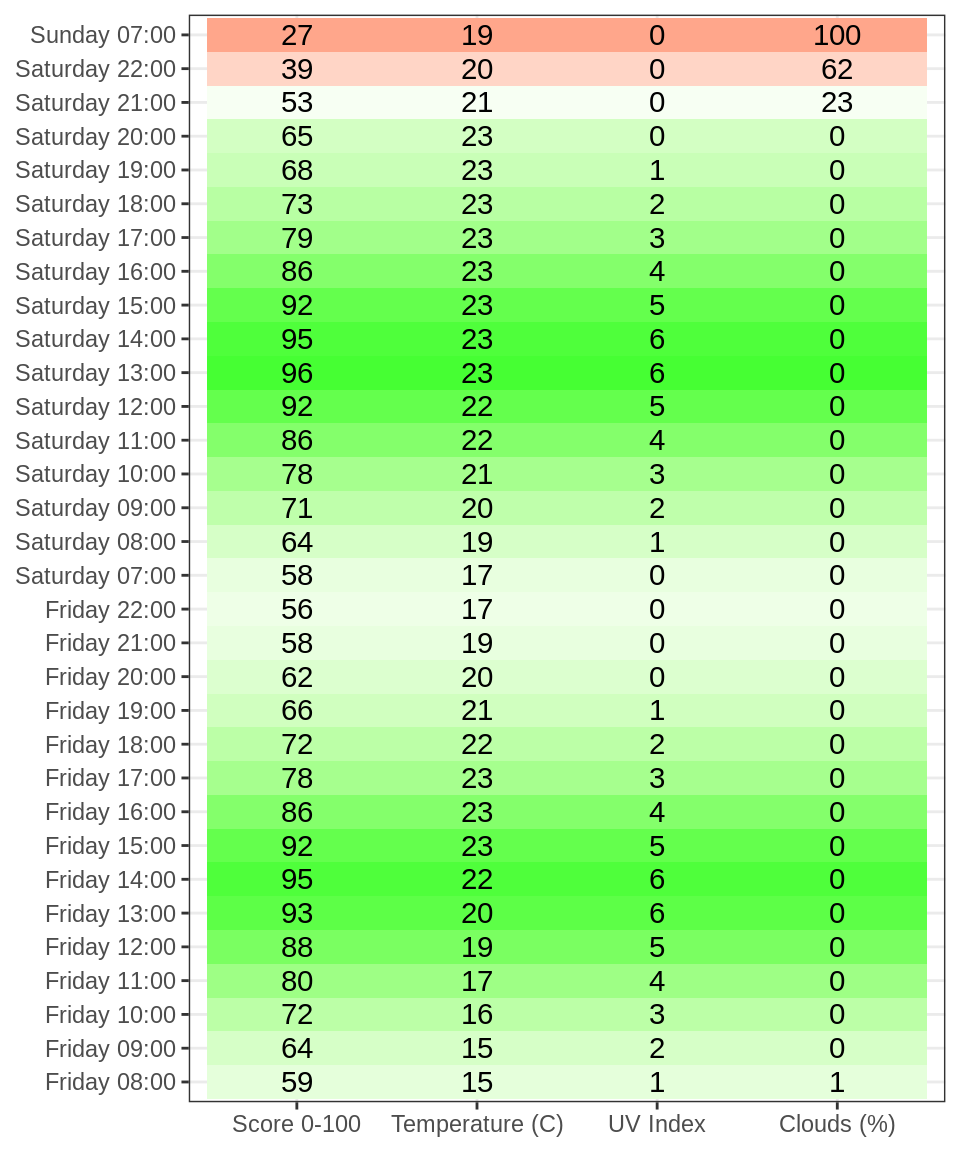 Sunday 07:00 27 19 0 100
Saturday 22:00 39 20 0 62
Saturday 21:00 53 21 0 23
Saturday 20:00 65 23 0 0
Saturday 19:00 68 23 1 0
Saturday 18:00 73 23 2 0
Saturday 17:00 79 23 3 0
Saturday 16:00 86 23 4 0
Saturday 15:00 92 23 5 0
Saturday 14:00 95 23 6 0
Saturday 13:00 96 23 6 0
Saturday 12:00 92 22 5 0
Saturday 11:00 86 22 4 0
Saturday 10:00 78 21 3 0
Saturday 09:00 71 20 2 0
Saturday 08:00 64 19 1 0
Saturday 07:00 58 17 0 0
Friday 22:00 56 17 0 0
Friday 21:00 58 19 0 0
Friday 20:00 62 20 0 0
Friday 19:00 66 21 1 0
Friday 18:00 72 22 2 0
Friday 17:00 78 23 3 0
Friday 16:00 86 23 4 0
Friday 15:00 92 23 5 0
Friday 14:00 95 22 6 0
Friday 13:00 93 20 6 0
Friday 12:00 88 19 5 0
Friday 11:00 80 17 4 0
Friday 10:00 72 16 3 0
Friday 09:00 64 15 2 0
Friday 08:00 59 15 1 1
Score 0-100 Temperature (C) UV Index Clouds (%)